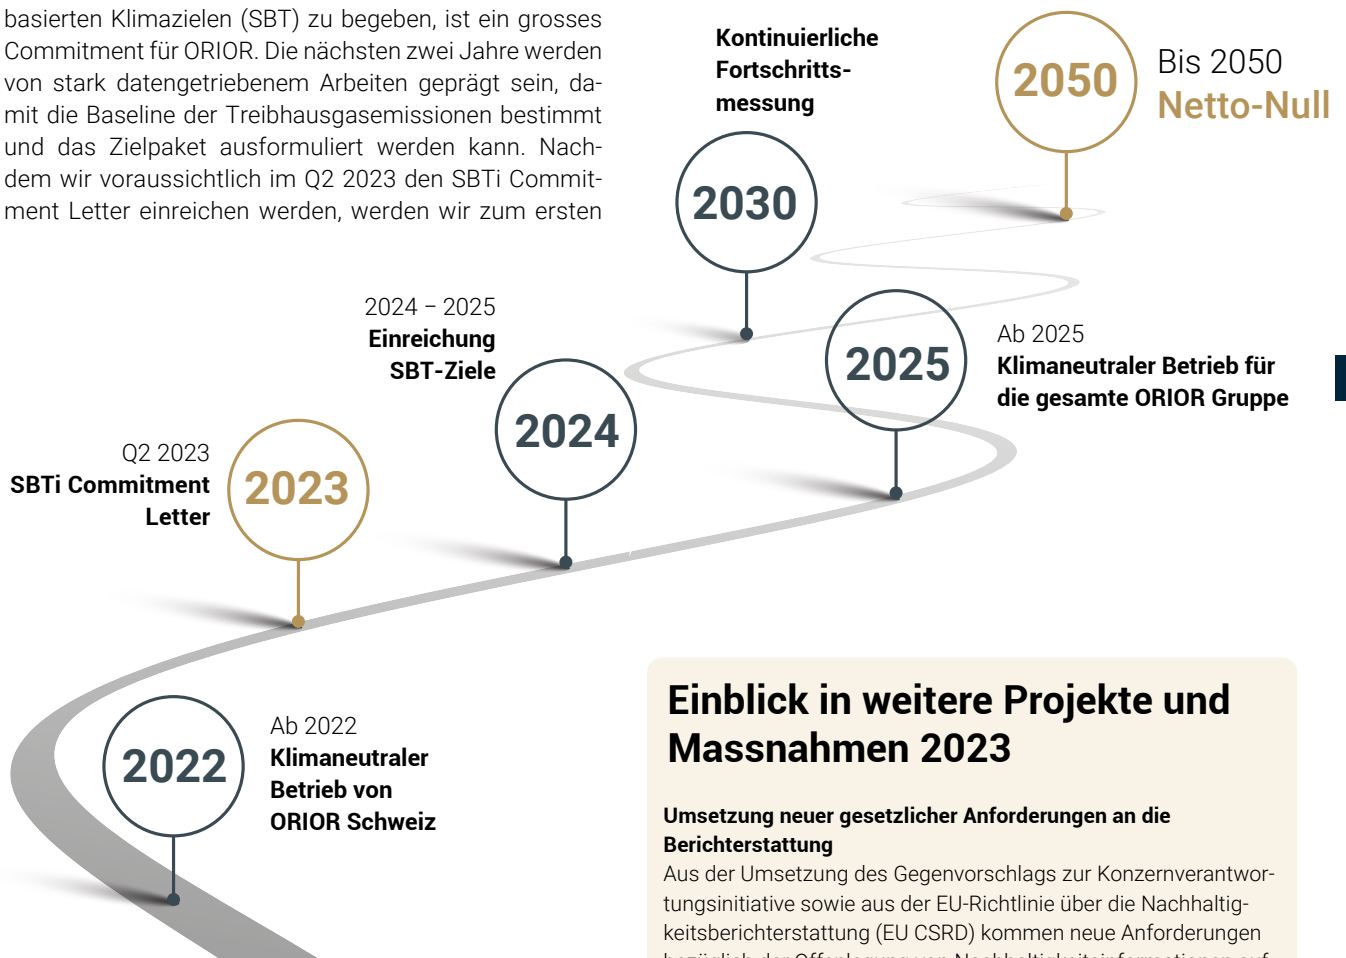 basierten Klimazielen (SBT) zu begeben, ist ein grosses
Commitment für ORIOR. Die nächsten zwei Jahre werden
von stark datengetriebenem Arbeiten geprägt sein, da-
mit die Baseline der Treibhausgasemissionen bestimmt
und das Zielpaket ausformuliert werden kann. Nach-
dem wir voraussichtlich im Q2 2023 den SBTi Commit-
ment Letter einreichen werden, werden wir zum ersten
Kontinuierliche
Fortschritts-
messung
2030
2050
Bis 2050
Netto-Null
2024 – 2025
Einreichung
SBT-Ziele
2024
2025
Ab 2025
Klimaneutraler Betrieb für
die gesamte ORIOR Gruppe
Q2 2023
SBTi Commitment
Letter
2023
2022
Ab 2022
Klimaneutraler
Betrieb von
ORIOR Schweiz
Einblick in weitere Projekte und
Massnahmen 2023
Umsetzung neuer gesetzlicher Anforderungen an die
Berichterstattung
Aus der Umsetzung des Gegenvorschlags zur Konzernverantwor-
tungsinitiative sowie aus der EU-Richtlinie über die Nachhaltig-
keitsberichterstattung (EU CSRD) kommen neue Anforderungen
bezüglich der Offenlegung von Nachhaltigkeitsinformationen auf